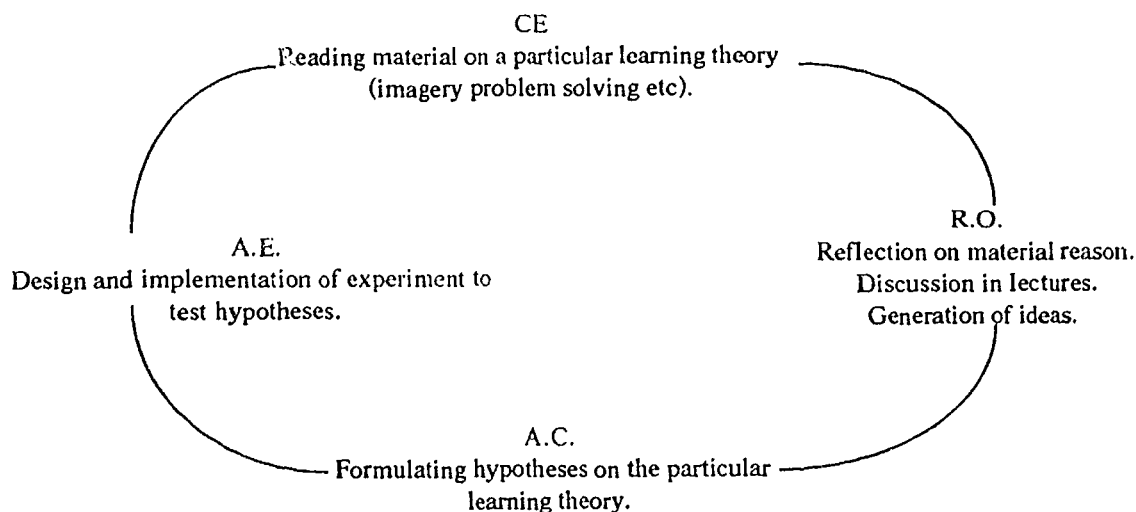 CE
Reading material on a particular learning theory
(imagery problem solving etc).
R.O.
Reflection on material reason.
Discussion in lectures.
Generation of ideas.
A.E.
Design and implementation of experiment to
test hypotheses.
A.C.
Formulating hypotheses on the particular
learning theory.